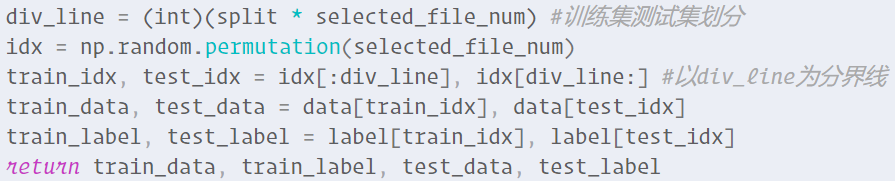 div_line = (int)(split * selected_file_num) #训练集测试集划分
idx = np.random.permutation(selected_file_num)
train_idx, test_idx = idx[:div_line], idx[div_line:] #以div_line为分界线
train_data, test_data = data[train_idx], data[test_idx]
train_label, test_label = label[train_idx], label[test_idx]
return train_data, train_label, test_data, test_label